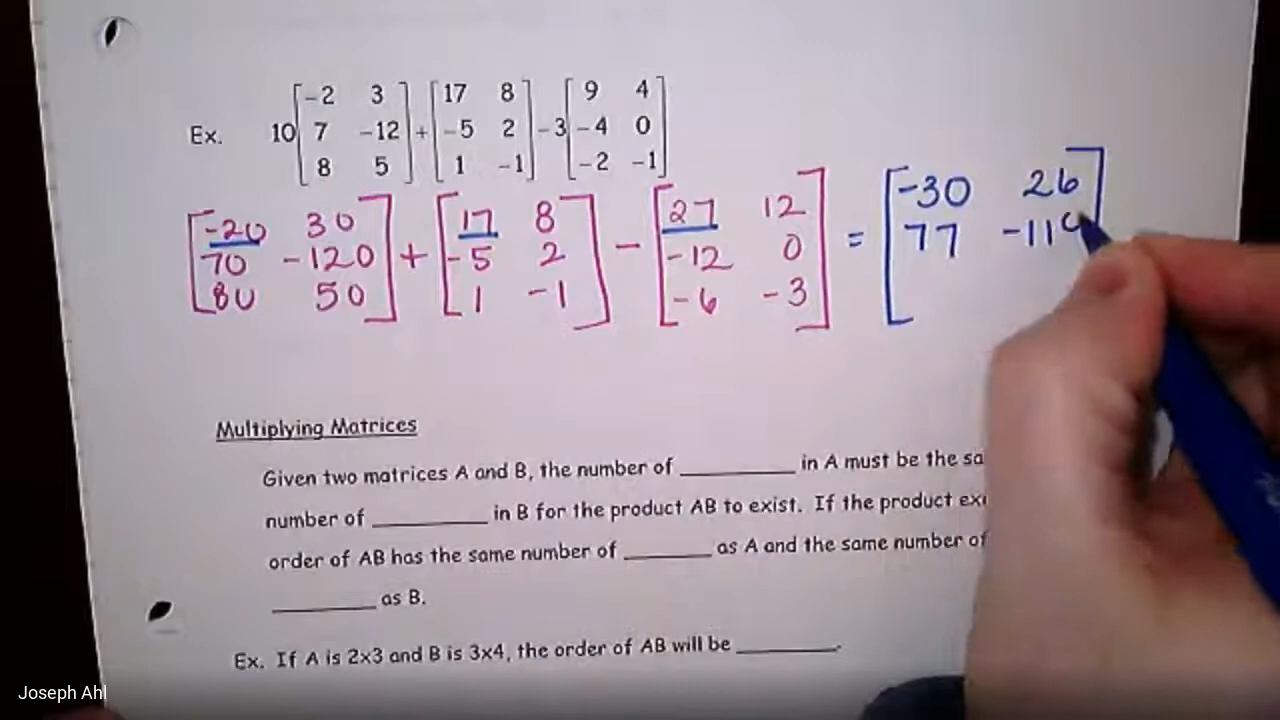 Ex. 10 [-2 3; 7 -12; 8 5] + [17 8; -5 2; 1 -1] - 3 [9 4; -4 0; -2 -1]
[-20 30; 70 -120; 80 50] + [17 8; -5 2; 1 -1] - [27 12; -12 0; -6 -3] = [-30 26; 77 -11
Multiplying Matrices
Given two matrices A and B, the number of __________ in A must be the
number of __________ in B for the product AB to exist. If the product
order of AB has the same number of ________ as A and the same number of
_________ as B.
Ex. If A is 2x3 and B is 3x4, the order of AB will be _________.
Joseph Ahl